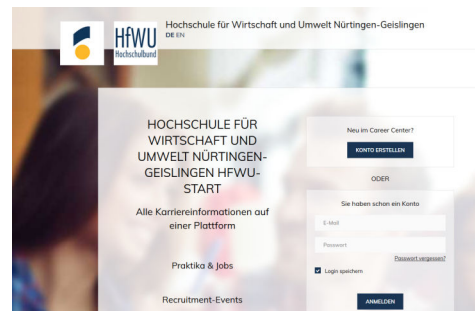 HfWU
Hochschulbund
Hochschule für Wirtschaft und Umwelt Nürtingen-Geislingen
DE EN
HOCHSCHULE FÜR
WIRTSCHAFT UND
UMWELT NÜRTINGEN-
GEISLINGEN HFWU-
START
Alle Karriereinformationen auf
einer Plattform
Praktika & Jobs
Recruitment-Events
Neu im Career Center?
KONTO ERSTELLEN
ODER
Sie haben schon ein Konto
E-Mail
Passwort
Passwort vergessen?
Login speichern
ANMELDEN